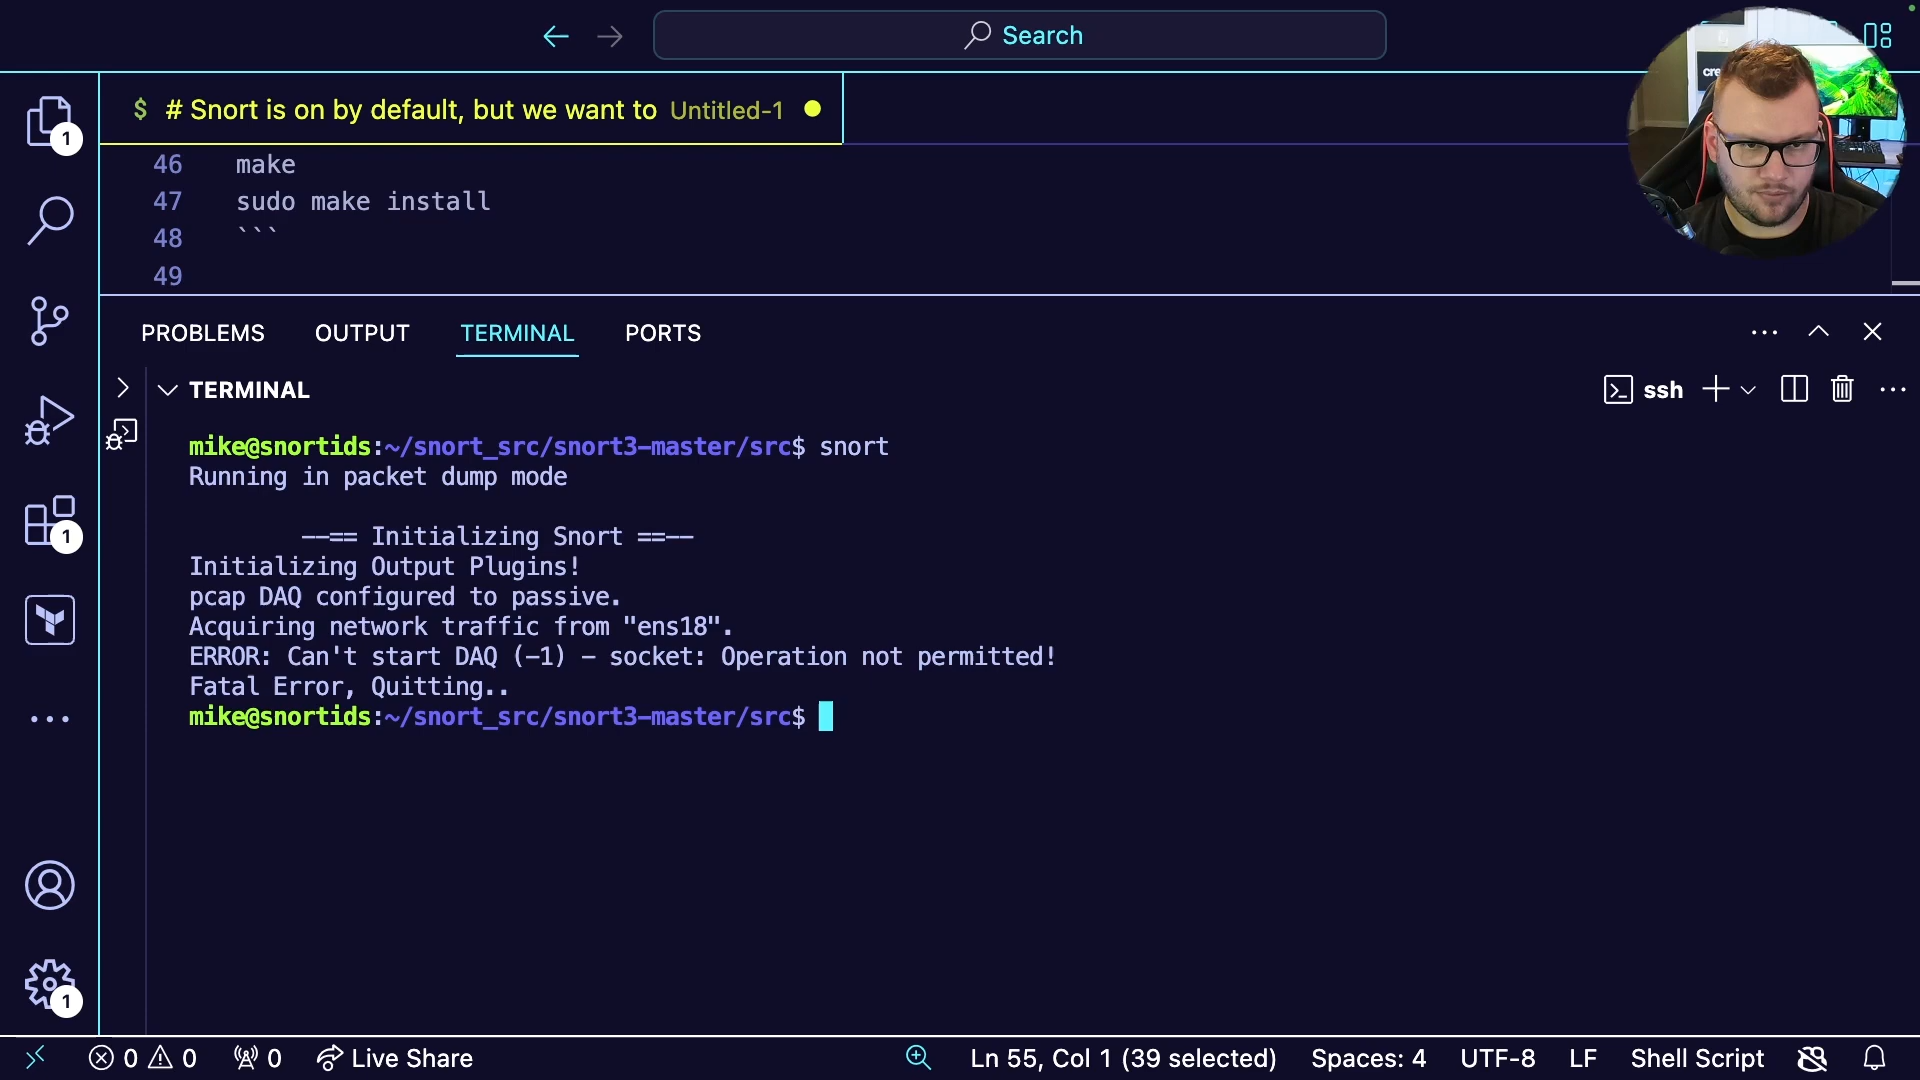 Search
$ # Snort is on by default, but we want to Untitled-1
46 make
47 sudo make install
48 ```
49
PROBLEMS OUTPUT TERMINAL PORTS
TERMINAL
ssh
mike@snortids:~/snort_src/snort3-master/src$ snort
Running in packet dump mode
--== Initializing Snort ==--
Initializing Output Plugins!
pcap DAQ configured to passive.
Acquiring network traffic from "ens18".
ERROR: Can't start DAQ (-1) - socket: Operation not permitted!
Fatal Error, Quitting..
mike@snortids:~/snort_src/snort3-master/src$
1
1
1
0 0 0 Live Share Ln 55, Col 1 (39 selected) Spaces: 4 UTF-8 LF Shell Script